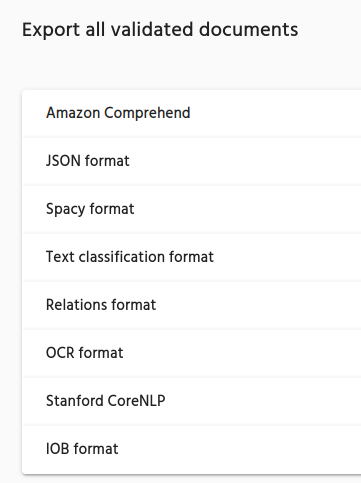 Export all validated documents
Amazon Comprehend
JSON format
Spacy format
Text classification format
Relations format
OCR format
Stanford CoreNLP
IOB format